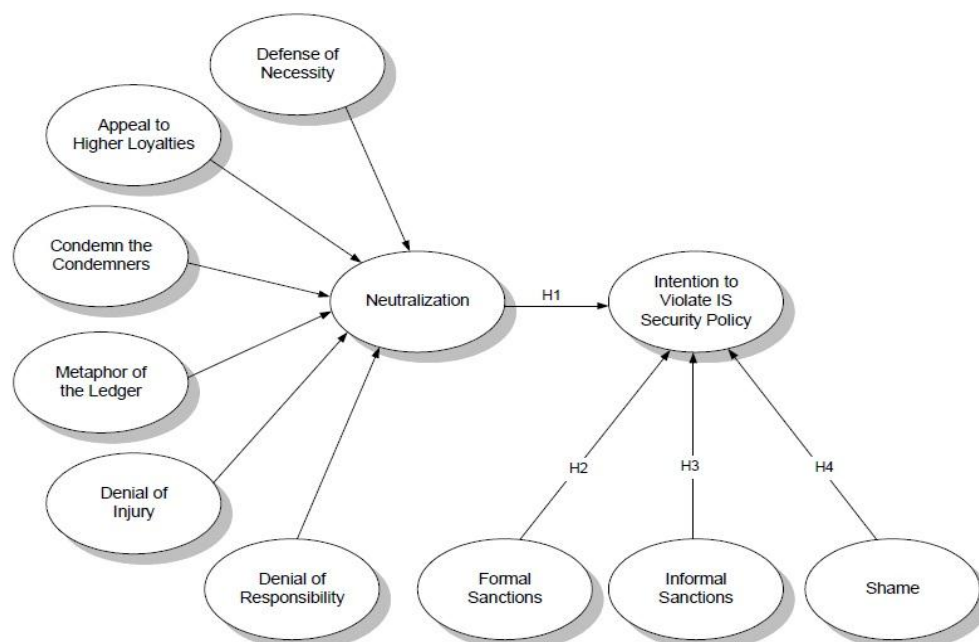 Defense of
Necessity
Appeal to
Higher Loyalties
Condemn the
Condemners
Neutralization
H1
Intention to
Violate IS
Security Policy
Metaphor of
the Ledger
H2
H3
H4
Denial of
Injury
Denial of
Responsibility
Formal
Sanctions
Informal
Sanctions
Shame